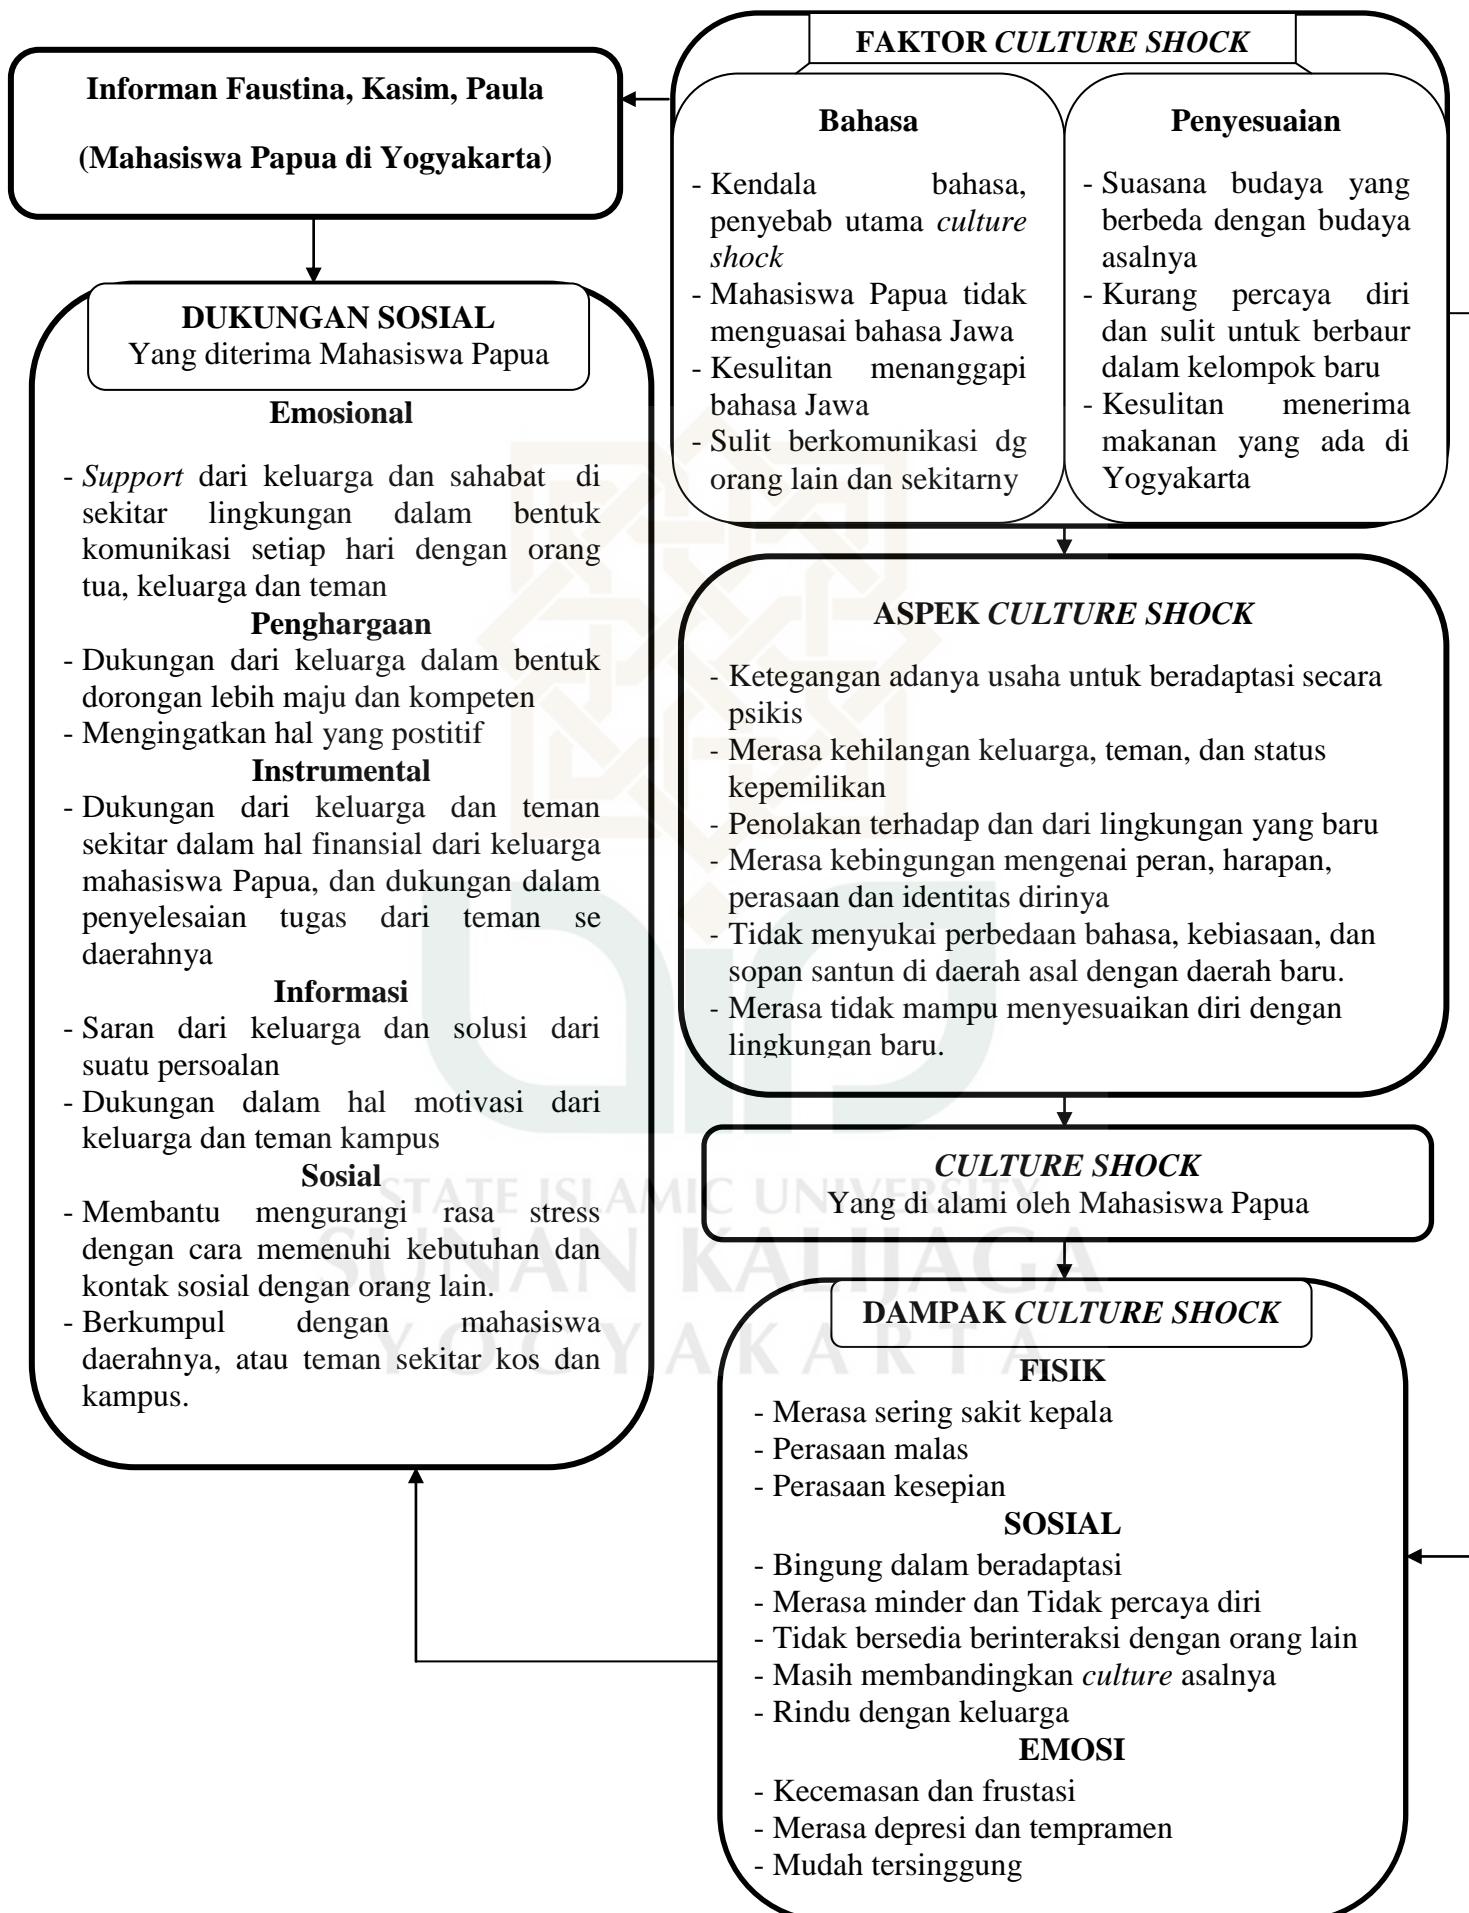 Informan Faustina, Kasim, Paula
(Mahasiswa Papua di Yogyakarta)
DUKUNGAN SOSIAL
Yang diterima Mahasiswa Papua
Emosional
- Support dari keluarga dan sahabat di
sekitar lingkungan dalam bentuk
komunikasi setiap hari dengan orang
tua, keluarga dan teman
Penghargaan
- Dukungan dari keluarga dalam bentuk
dorongan lebih maju dan kompeten
- Mengingatkan hal yang postitif
Instrumental
- Dukungan dari keluarga dan teman
sekitar dalam hal finansial dari keluarga
mahasiswa Papua, dan dukungan dalam
penyelesaian tugas dari teman se
daerahnya
Informasi
- Saran dari keluarga dan solusi dari
suatu persoalan
- Dukungan dalam hal motivasi dari
keluarga dan teman kampus
Sosial
- Membantu mengurangi rasa stress
dengan cara memenuhi kebutuhan dan
kontak sosial dengan orang lain.
- Berkumpul dengan mahasiswa
daerahnya, atau teman sekitar kos dan
kampus.
FAKTOR CULTURE SHOCK
Bahasa
- Kendala bahasa,
penyebab utama culture
shock
- Mahasiswa Papua tidak
menguasai bahasa Jawa
- Kesulitan menanggapi
bahasa Jawa
- Sulit berkomunikasi dg
orang lain dan sekitarny
Penyesuaian
- Suasana budaya yang
berbeda dengan budaya
asalnya
- Kurang percaya diri
dan sulit untuk berbaur
dalam kelompok baru
- Kesulitan menerima
makanan yang ada di
Yogyakarta
ASPEK CULTURE SHOCK
- Ketegangan adanya usaha untuk beradaptasi secara
psikis
- Merasa kehilangan keluarga, teman, dan status
kepemilikan
- Penolakan terhadap dan dari lingkungan yang baru
- Merasa kebingungan mengenai peran, harapan,
perasaan dan identitas dirinya
- Tidak menyukai perbedaan bahasa, kebiasaan, dan
sopan santun di daerah asal dengan daerah baru.
- Merasa tidak mampu menyesuaikan diri dengan
lingkungan baru.
CULTURE SHOCK
Yang di alami oleh Mahasiswa Papua
DAMPAK CULTURE SHOCK
FISIK
- Merasa sering sakit kepala
- Perasaan malas
- Perasaan kesepian
SOSIAL
- Bingung dalam beradaptasi
- Merasa minder dan Tidak percaya diri
- Tidak bersedia berinteraksi dengan orang lain
- Masih membandingkan culture asalnya
- Rindu dengan keluarga
EMOSI
- Kecemasan dan frustasi
- Merasa depresi dan tempramen
- Mudah tersinggung
STATE ISLAMIC UNIVERSITY
SUNAN KALIJAGA
YOGYAKARTA